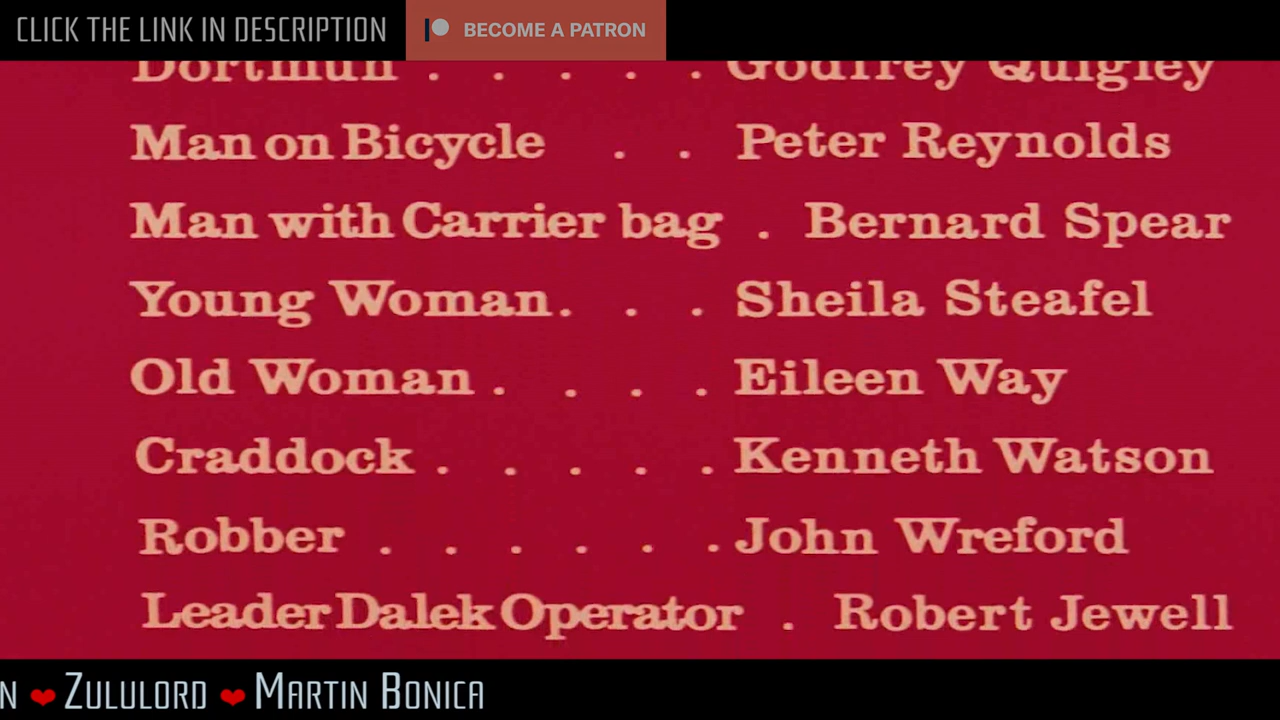 CLICK THE LINK IN DESCRIPTION BECOME A PATRON
Dortmun . . . . . Godfrey Quigley
Man on Bicycle . . Peter Reynolds
Man with Carrier bag . Bernard Spear
Young Woman . . . Sheila Steafel
Old Woman . . . . Eileen Way
Craddock . . . . . Kenneth Watson
Robber . . . . . . John Wreford
Leader Dalek Operator . Robert Jewell
N ❤ ZULULORD ❤ MARTIN BONICA